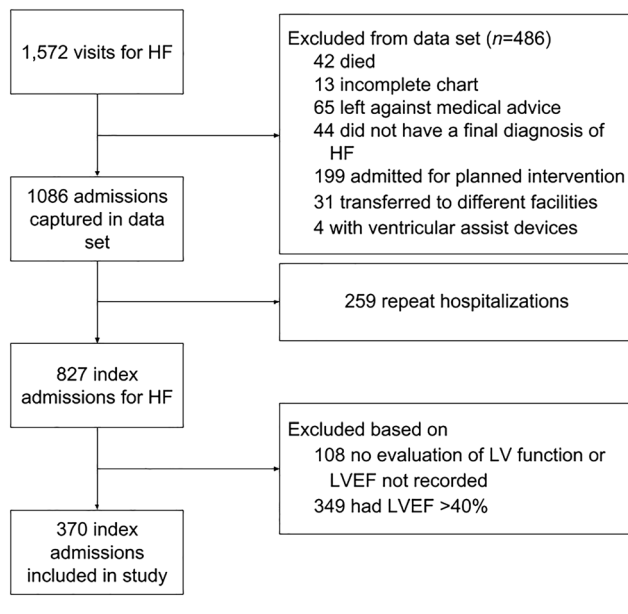 1,572 visits for HF
Excluded from data set (n=486)
42 died
13 incomplete chart
65 left against medical advice
44 did not have a final diagnosis of
HF
199 admitted for planned intervention
31 transferred to different facilities
4 with ventricular assist devices
1086 admissions
captured in data
set
259 repeat hospitalizations
827 index
admissions for HF
Excluded based on
108 no evaluation of LV function or
LVEF not recorded
349 had LVEF >40%
370 index
admissions
included in study